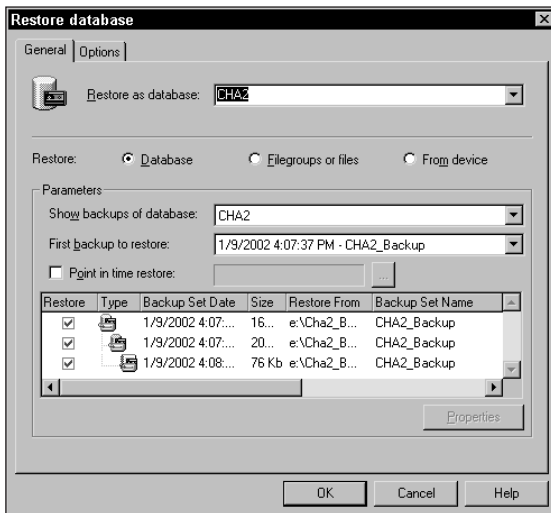 Restore database
General
Options
Restore as database: CHA2
Restore: Database Filegroups or files From device
Parameters
Show backups of database: CHA2
First backup to restore: 1/9/2002 4:07:37 PM - CHA2_Backup
Point in time restore: ...
Restore Type Backup Set Date Size Restore From Backup Set Name
1/9/2002 4:07:... 16... e:\Cha2_B... CHA2_Backup
1/9/2002 4:07:... 20... e:\Cha2_B... CHA2_Backup
1/9/2002 4:08:... 76 Kb e:\Cha2_B... CHA2_Backup
Properties
OK Cancel Help